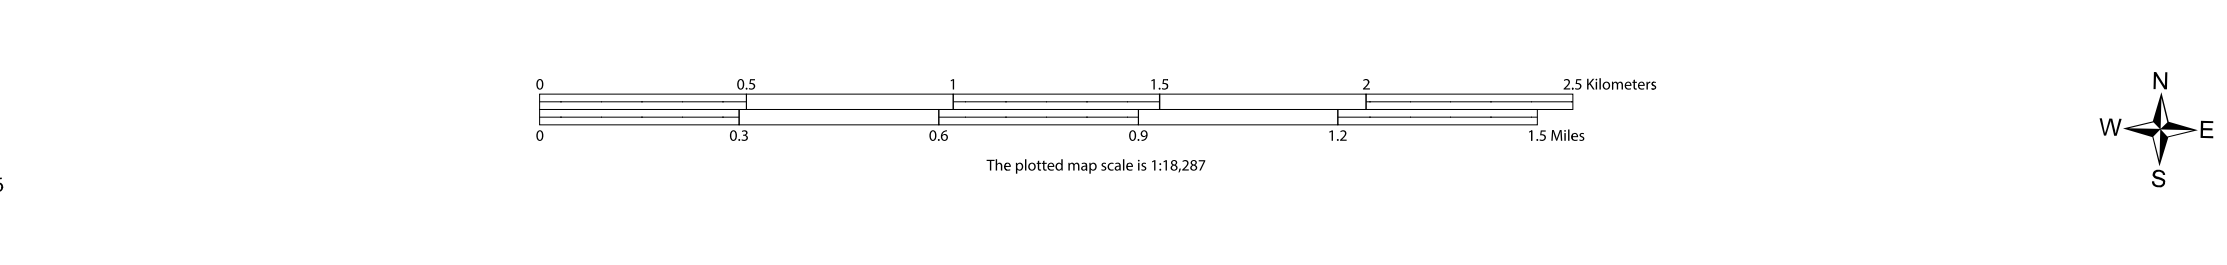 0 0.5 1 1.5 2 2.5 Kilometers
0 0.3 0.6 0.9 1.2 1.5 Miles
The plotted map scale is 1:18,287
N
W E
S